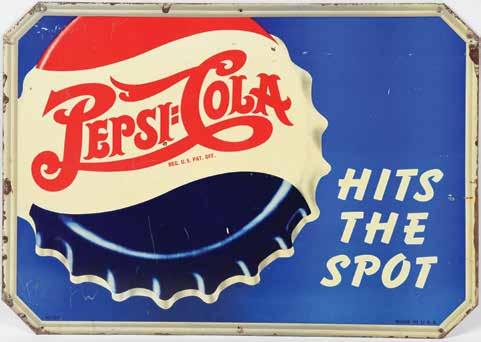 PEPSI=COLA
REG. U.S. PAT. OFF.
HITS
THE
SPOT
MADE IN U.S.A.